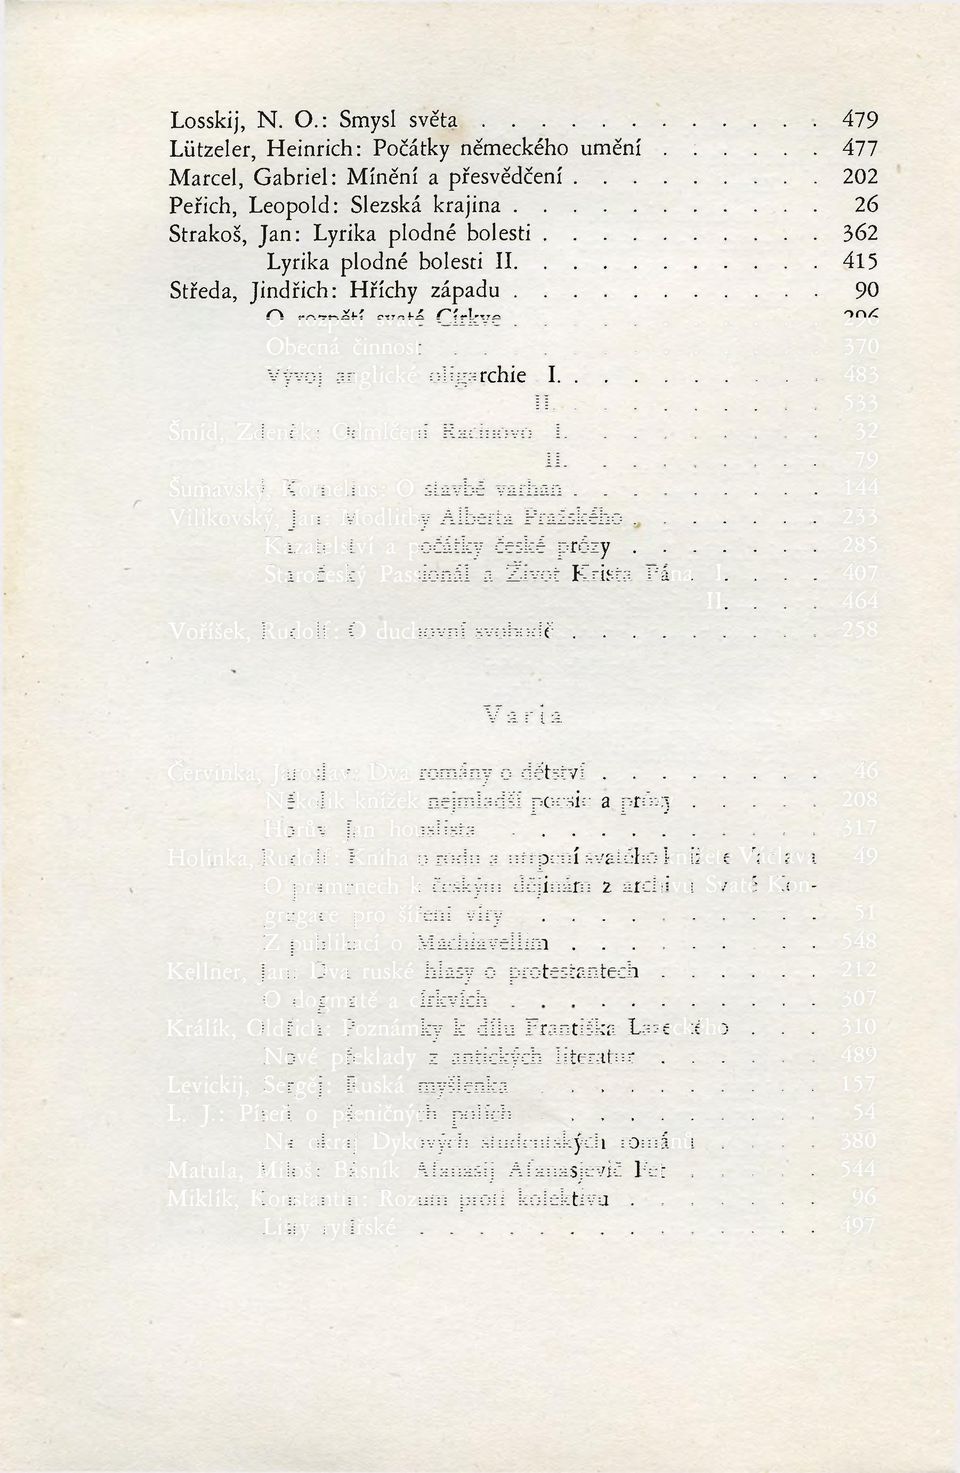 Losskij, N. O.: Smysl světa . . . . . . . . . . . . 479
Lützeler, Heinrich: Počátky německého umění . . . . . . 477
Marcel, Gabriel: Mínění a přesvědčení . . . . . . . . . 202
Peřich, Leopold: Slezská krajina . . . . . . . . . . . 26
Strakoš, Jan: Lyrika plodné bolesti . . . . . . . . . . 362
Lyrika plodné bolesti II. . . . . . . . . . . . 415
Středa, Jindřich: Hříchy západu . . . . . . . . . . . 90
O rozpětí svaté Církve . . . . . . . . . . .
Obecná činnost . . . . . . . . . . . . . 370
Vývoj anglické oligarchie I. . . . . . . . . . 483
II. . . . . . . . . . 533
Šmíd, Zdeněk: Odmlčení Racinovo I. . . . . . . . . 32
II. . . . . . . . . 79
Šumavský, Kornelius: O stavbě varhan . . . . . . . . . 144
Vilikovský, Jan: Modlitby Alberta Pražského . . . . . . . 233
Kazatelství a počátky české prózy . . . . . . . 285
Staročeský Pasionál a Život Krista Pána I. . . . 407
II. . . . 464
Voříšek, Rudolf: O duchovní svobodě . . . . . . . . . 258
Varia
Červinka, Jaroslav: Dva romány o dětství . . . . . . . . 46
Několik knížek nejmladší poesie a prózy . . . . . 208
Horův Jan houslista . . . . . . . . . . . 317
Holinka, Rudolf: Kniha o rodu a utrpení svatého knížete Václava 49
O pramenech k českým dějinám z archivu Svaté Kon-
gregace pro šíření víry . . . . . . . . . . 51
Z publikací o Machiavellim . . . . . . . . . 548
Kellner, Jan: Dva ruské hlasy o protestantech . . . . . . 212
O dogmatě a církvích . . . . . . . . . . . 307
Králík, Oldřich: Poznámky k dílu Františka Lazeckého . . . 310
Nové překlady z antických literatur . . . . . . 489
Levickij, Sergěj: Ruská myšlenka . . . . . . . . . . 157
L. J.: Píseň o pšeničných polích . . . . . . . . . . 54
Na okraj Dykových studentských románů . . . . 380
Matula, Miloš: Básník Afanasij Afanasjevič Fet . . . . . 544
Miklík, Konstantin: Rozum proti kolektivu . . . . . . . 96
Listy rytířské . . . . . . . . . . . . . . 497